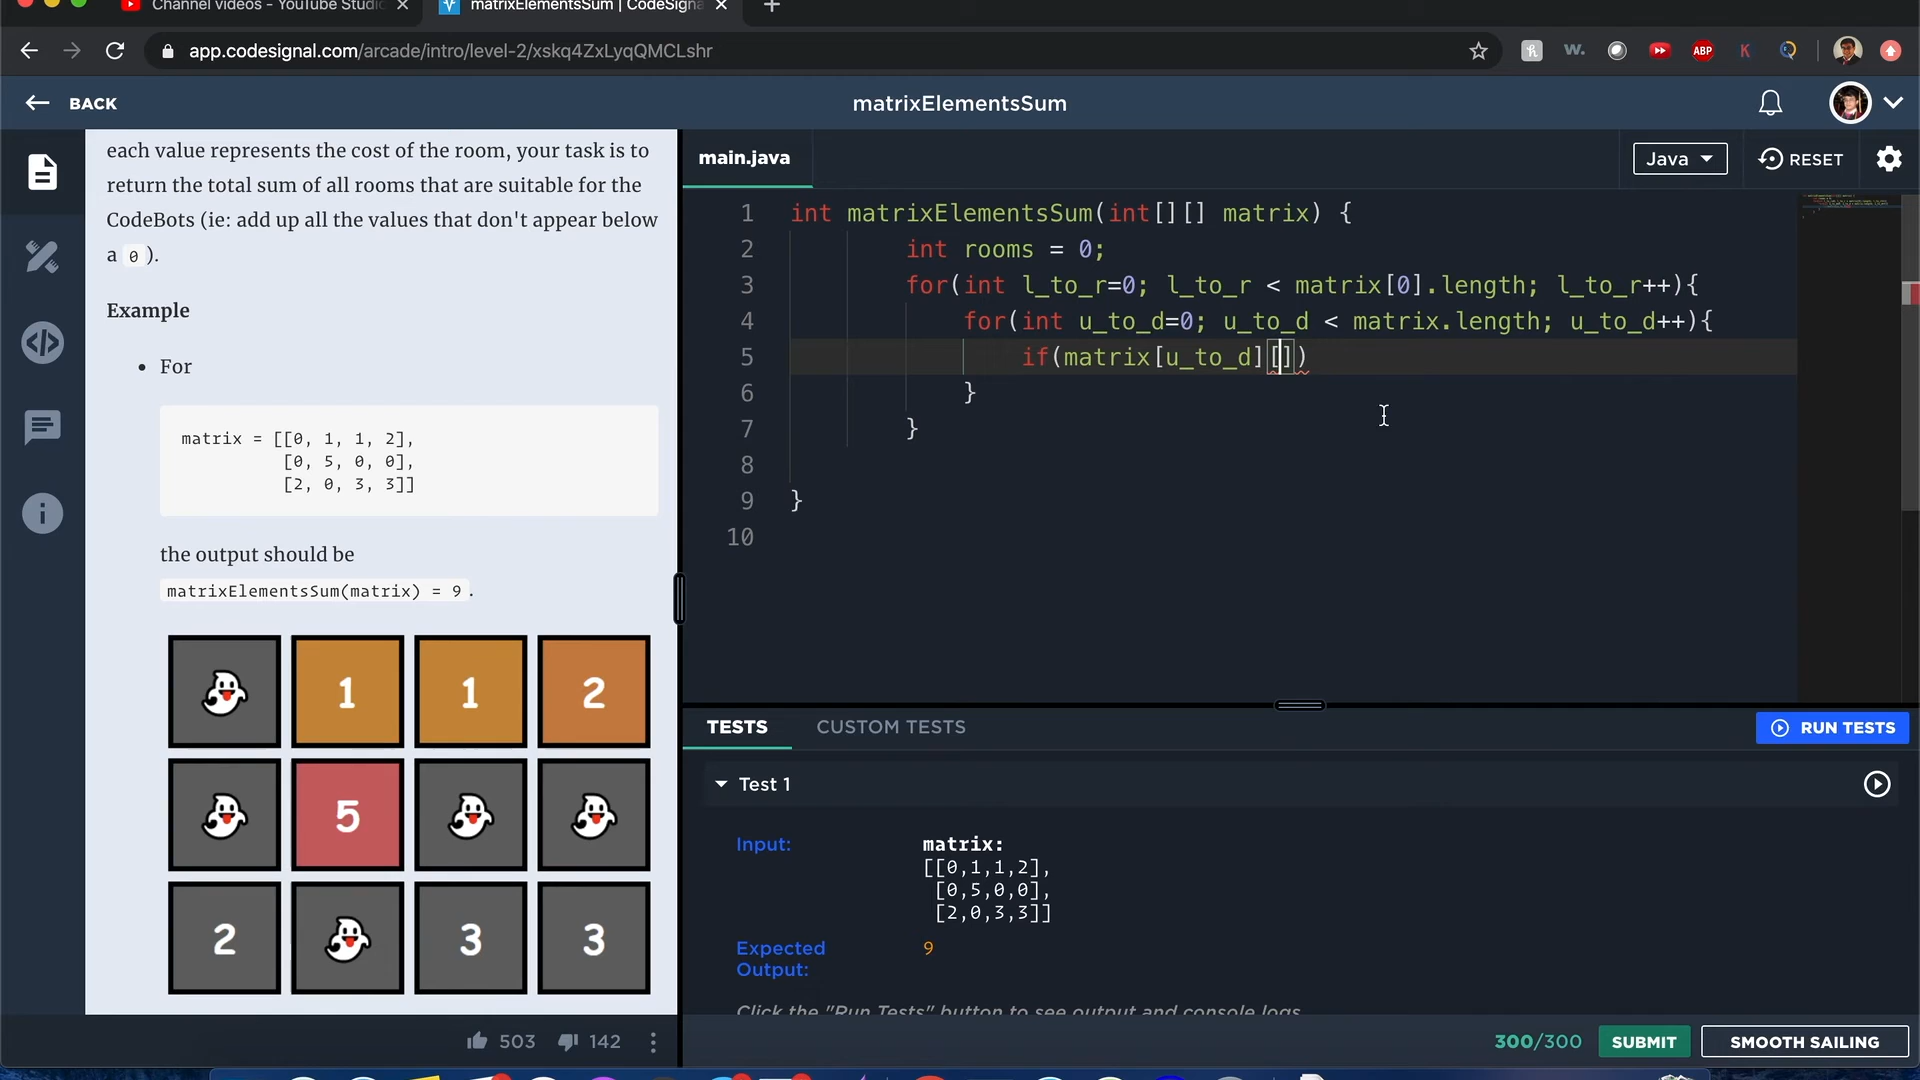 Channel videos - YouTube Studio
matrixElementsSum | CodeSigna
app.codesignal.com/arcade/intro/level-2/xskq4ZxLyqQMCLshr
ABP
BACK
matrixElementsSum
each value represents the cost of the room, your task is to
return the total sum of all rooms that are suitable for the
CodeBots (ie: add up all the values that don't appear below
a 0 ).
Example
• For
matrix = [[0, 1, 1, 2],
[0, 5, 0, 0],
[2, 0, 3, 3]]
the output should be
matrixElementsSum(matrix) = 9 .
1 1 2
5
2 3 3
503 142
main.java
Java
RESET
1 int matrixElementsSum(int[][] matrix) {
2 int rooms = 0;
3 for(int l_to_r=0; l_to_r < matrix[0].length; l_to_r++){
4 for(int u_to_d=0; u_to_d < matrix.length; u_to_d++){
5 if(matrix[u_to_d][])
6 }
7 }
8
9 }
10
TESTS
CUSTOM TESTS
RUN TESTS
Test 1
Input:
matrix:
[[0,1,1,2],
[0,5,0,0],
[2,0,3,3]]
Expected
Output:
9
Click the "Run Tests" button to see output and console logs
300/300
SUBMIT
SMOOTH SAILING